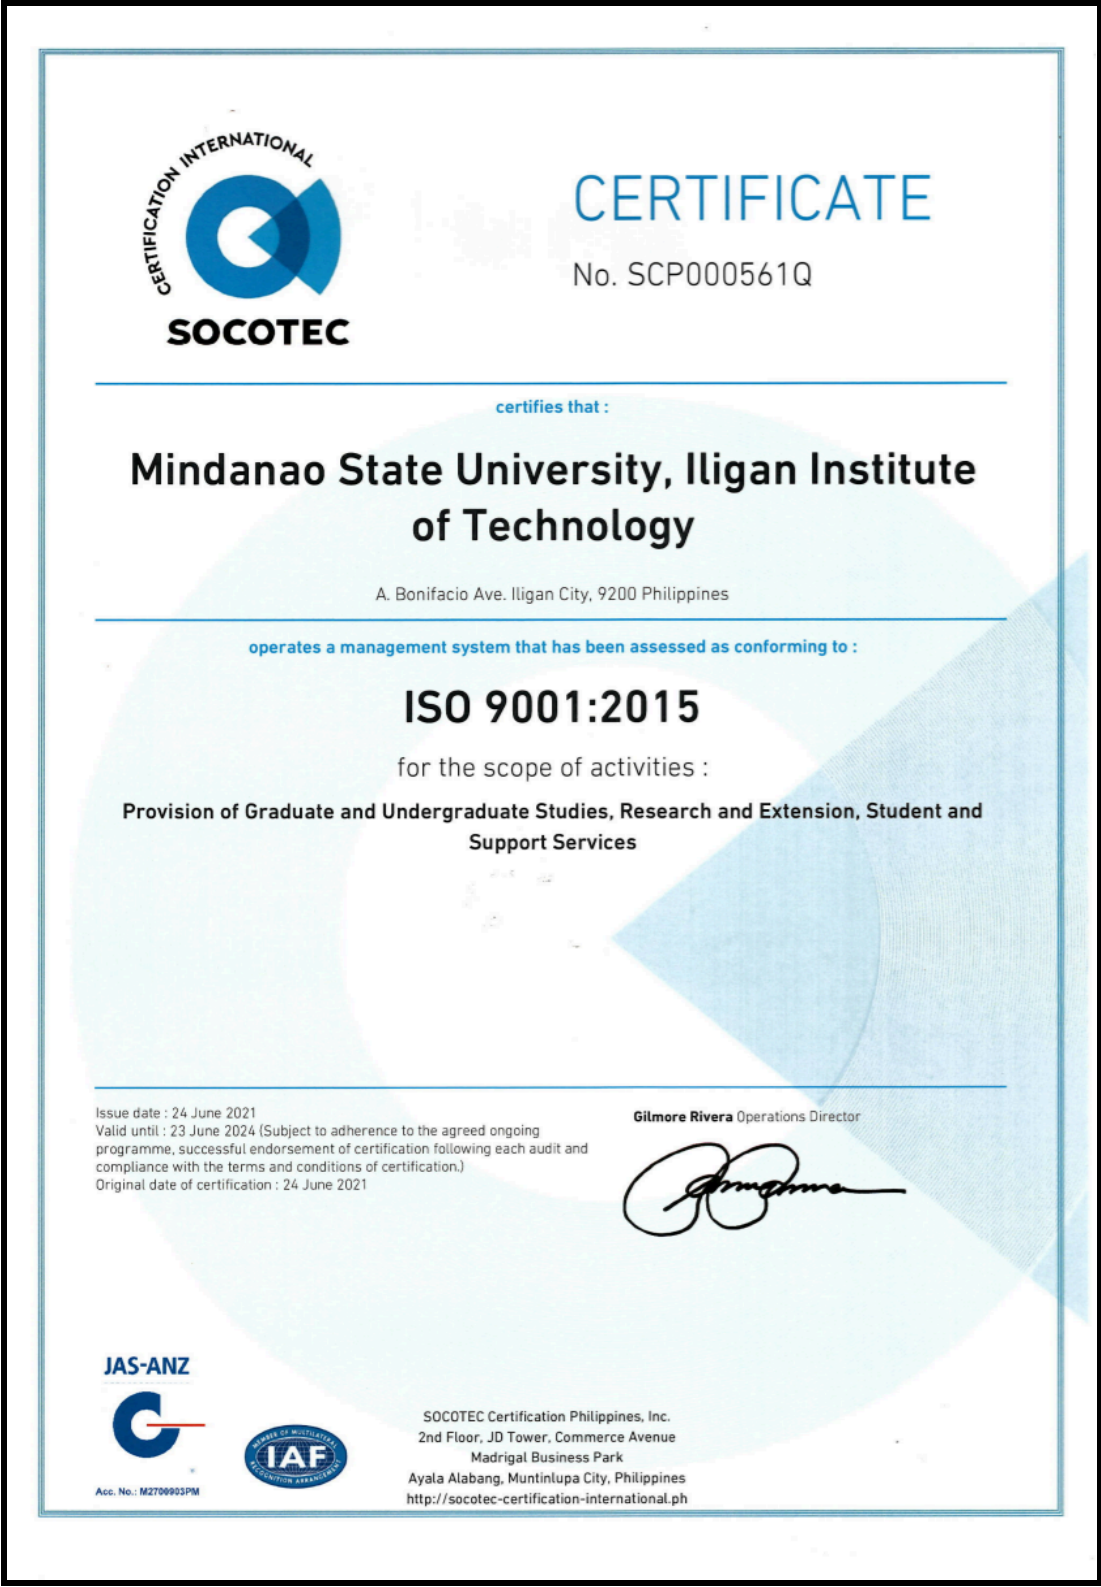 CERTIFICATION INTERNATIONAL
SOCOTEC
CERTIFICATE
No. SCP000561Q
certifies that :
Mindanao State University, Iligan Institute
of Technology
A. Bonifacio Ave. Iligan City, 9200 Philippines
operates a management system that has been assessed as conforming to :
ISO 9001:2015
for the scope of activities :
Provision of Graduate and Undergraduate Studies, Research and Extension, Student and
Support Services
Issue date : 24 June 2021
Valid until : 23 June 2024 (Subject to adherence to the agreed ongoing
programme, successful endorsement of certification following each audit and
compliance with the terms and conditions of certification.)
Original date of certification : 24 June 2021
Gilmore Rivera Operations Director
JAS-ANZ
Acc. No.: M2700903PM
MEMBER OF MULTILATERAL
IAF
RECOGNITION ARRANGEMENT
SOCOTEC Certification Philippines, Inc.
2nd Floor, JD Tower, Commerce Avenue
Madrigal Business Park
Ayala Alabang, Muntinlupa City, Philippines
http://socotec-certification-international.ph